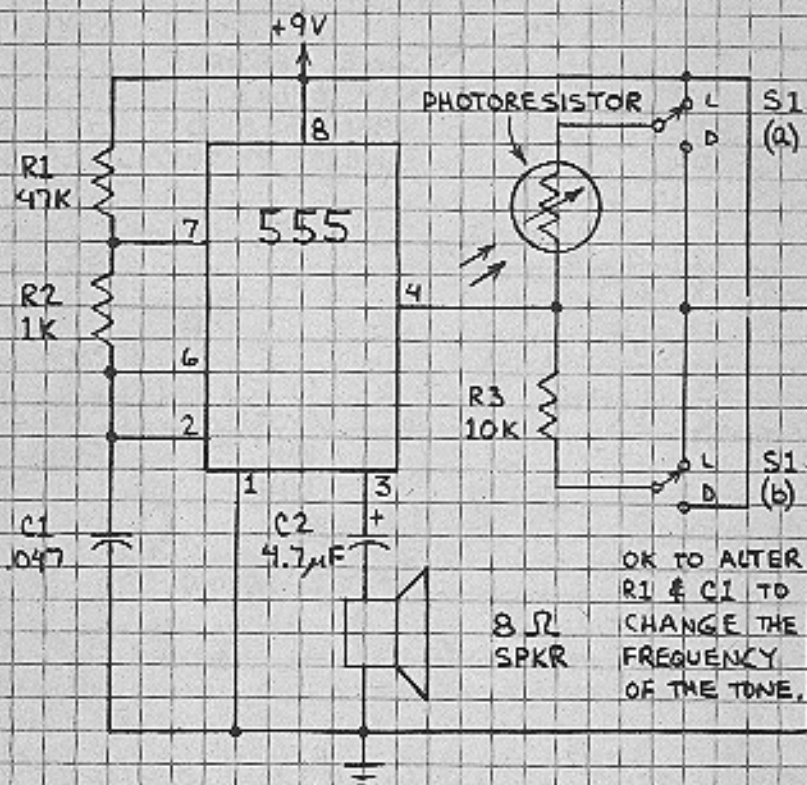 +9V
PHOTORESISTOR
L
S1
(a)
D
8
R1
47K
555
7
4
R2
1K
6
R3
10K
2
L
S1
(b)
D
1
3
+
C1
.047
C2
4.7µF
8 Ω
SPKR
OK TO ALTER
R1 & C1 TO
CHANGE THE
FREQUENCY
OF THE TONE.